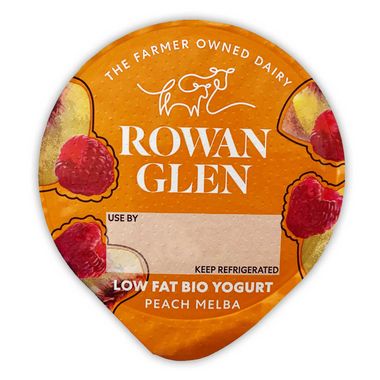 THE FARMER OWNED DAIRY
ROWAN
GLEN
USE BY
KEEP REFRIGERATED
LOW FAT BIO YOGURT
PEACH MELBA